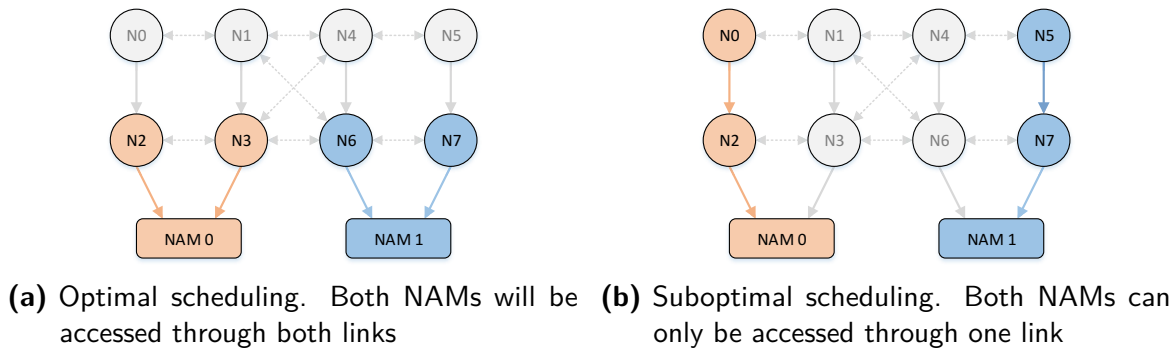 N0 N1 N4 N5
N2 N3 N6 N7
NAM 0 NAM 1
(a) Optimal scheduling. Both NAMs will be
accessed through both links
N0 N1 N4 N5
N2 N3 N6 N7
NAM 0 NAM 1
(b) Suboptimal scheduling. Both NAMs can
only be accessed through one link